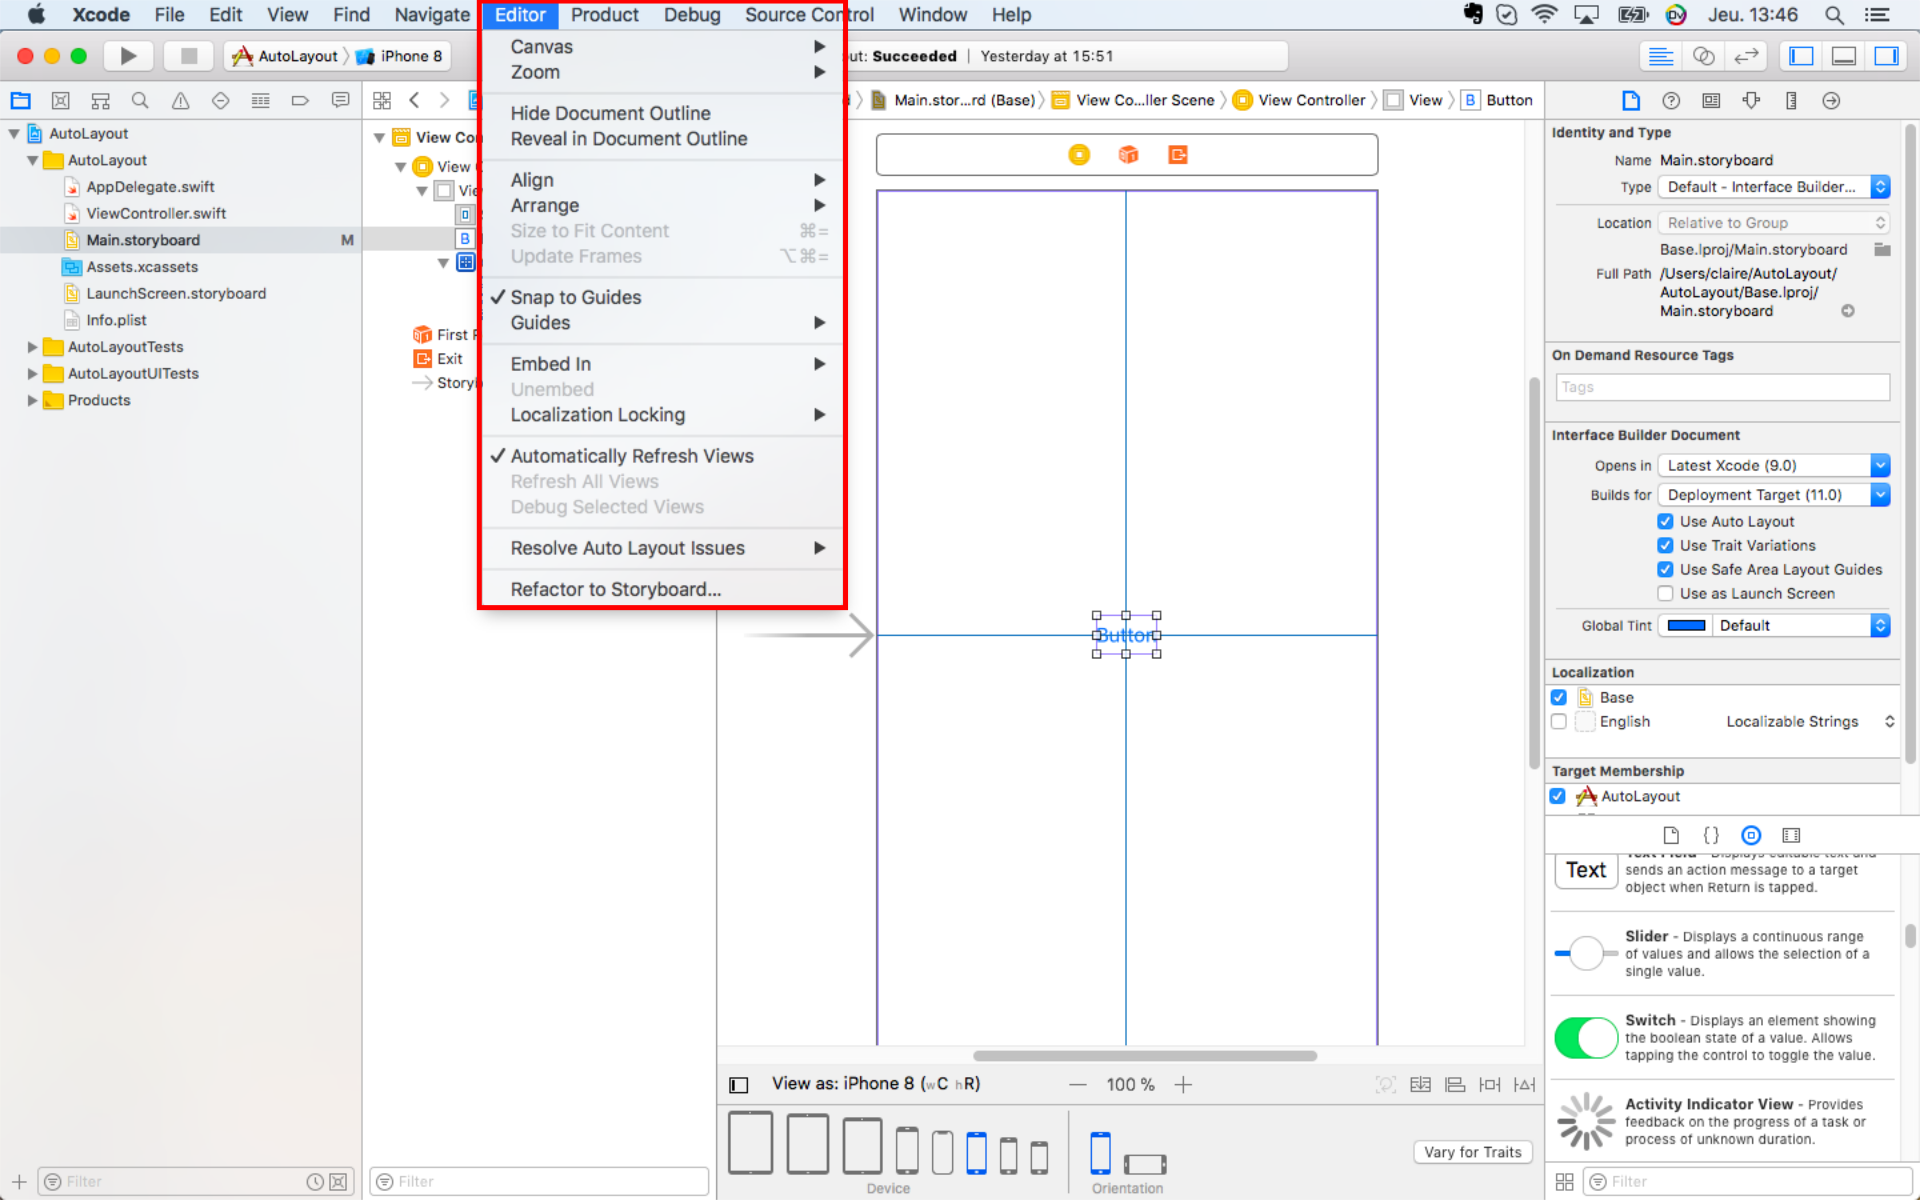 Xcode File Edit View Find Navigate Editor Product Debug Source Control Window Help Jeu. 13:46
AutoLayout iPhone 8
Succeeded | Yesterday at 15:51
Main.stor...rd (Base) View Co...ller Scene View Controller View B Button
AutoLayout
AutoLayout
AppDelegate.swift
ViewController.swift
Main.storyboard M
Assets.xcassets
LaunchScreen.storyboard
Info.plist
AutoLayoutTests
AutoLayoutUITests
Products
Filter
View
B
First
Exit
Filter
Canvas
Zoom
Hide Document Outline
Reveal in Document Outline
Align
Arrange
Size to Fit Content ⌘=
Update Frames ⌥⌘=
✓ Snap to Guides
Guides
Embed In
Unembed
Localization Locking
✓ Automatically Refresh Views
Refresh All Views
Debug Selected Views
Resolve Auto Layout Issues
Refactor to Storyboard...
Button
View as: iPhone 8 (wC hR)
— 100 % +
Device
Orientation
Vary for Traits
Identity and Type
Name Main.storyboard
Type Default - Interface Builder...
Location Relative to Group
Base.lproj/Main.storyboard
Full Path /Users/claire/AutoLayout/
AutoLayout/Base.lproj/
Main.storyboard
On Demand Resource Tags
Tags
Interface Builder Document
Opens in Latest Xcode (9.0)
Builds for Deployment Target (11.0)
Use Auto Layout
Use Trait Variations
Use Safe Area Layout Guides
Use as Launch Screen
Global Tint Default
Localization
Base
English Localizable Strings
Target Membership
AutoLayout
{}
Text
Text Field - Displays editable text and
sends an action message to a target
object when Return is tapped.
Slider - Displays a continuous range
of values and allows the selection of a
single value.
Switch - Displays an element showing
the boolean state of a value. Allows
tapping the control to toggle the value.
Activity Indicator View - Provides
feedback on the progress of a task or
process of unknown duration.
Filter